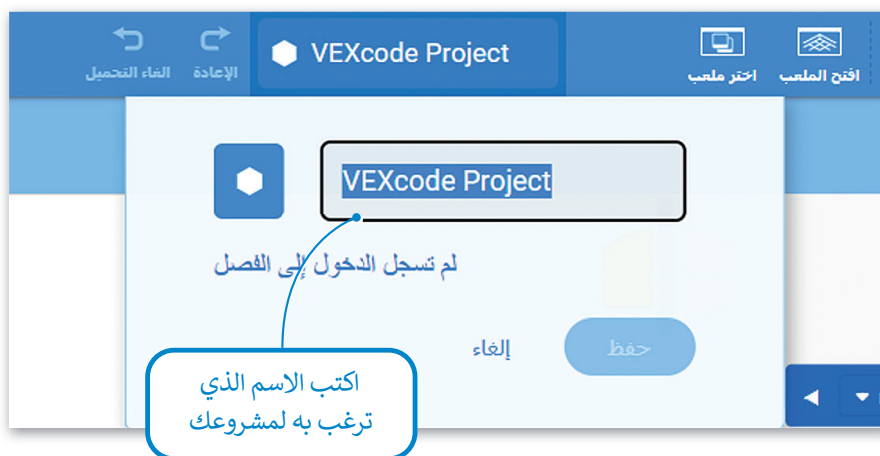 افتح الملعب
اختر ملعب
VEXcode Project
الإعادة
الغاء التحميل
VEXcode Project
لم تسجل الدخول إلى الفصل
حفظ
إلغاء
اكتب الاسم الذي
ترغب به لمشروعك